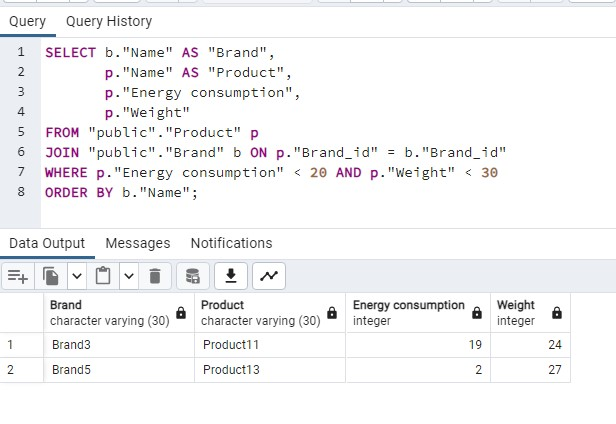 Query Query History
1 SELECT b."Name" AS "Brand",
2 p."Name" AS "Product",
3 p."Energy consumption",
4 p."Weight"
5 FROM "public"."Product" p
6 JOIN "public"."Brand" b ON p."Brand_id" = b."Brand_id"
7 WHERE p."Energy consumption" < 20 AND p."Weight" < 30
8 ORDER BY b."Name";
Data Output Messages Notifications
Brand Product Energy consumption Weight
character varying (30) character varying (30) integer integer
1 Brand3 Product11 19 24
2 Brand5 Product13 2 27